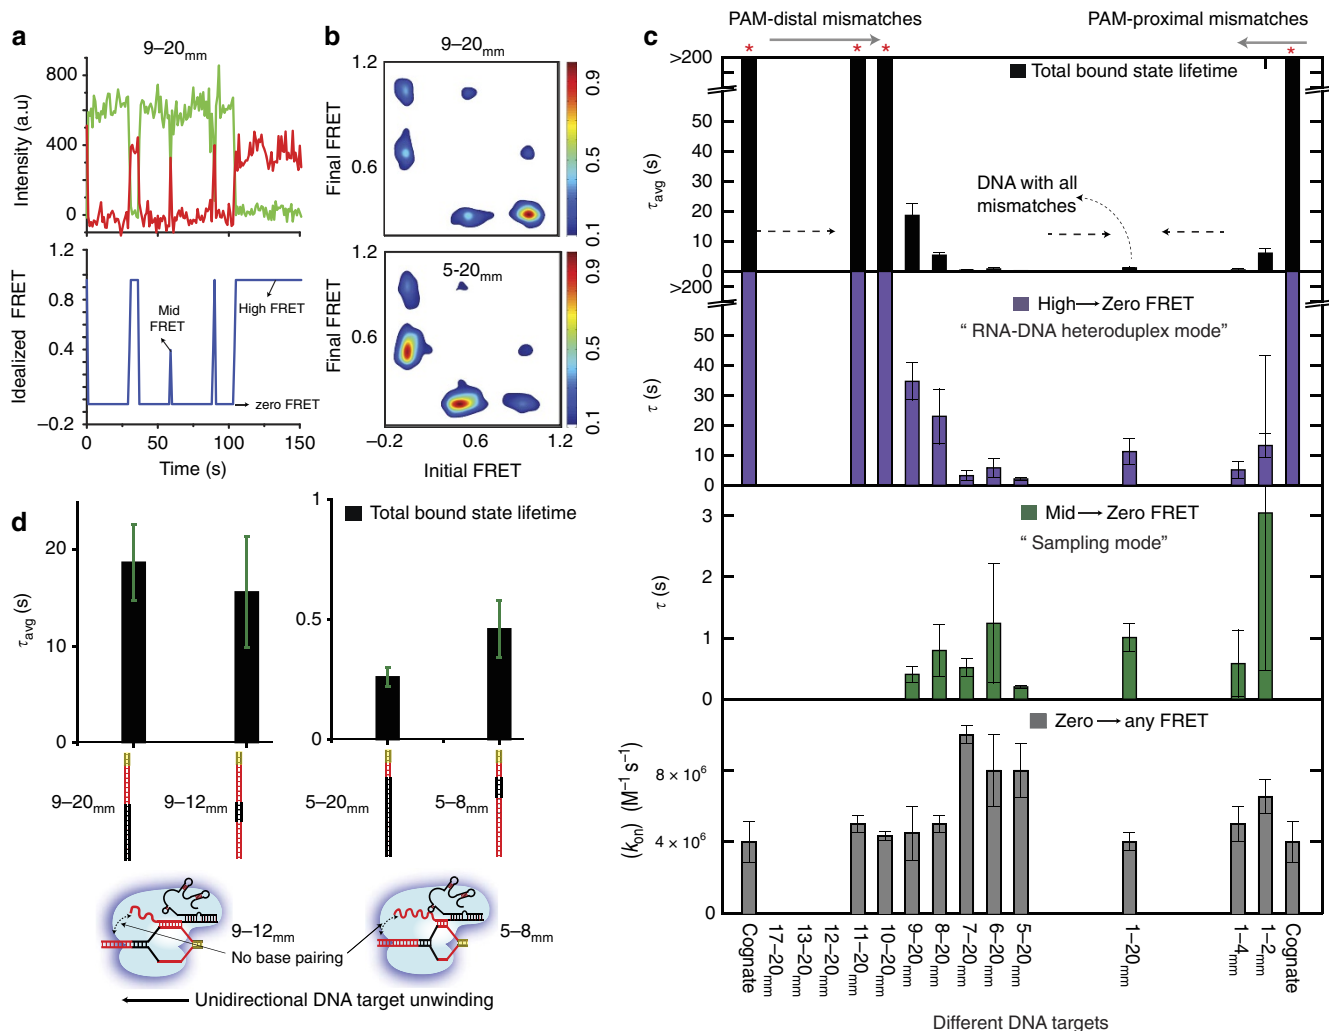 a
9–20mm
800
400
0
Intensity (a.u)
1.2
0.4
−0.2
Idealized FRET
Mid
FRET
High FRET
zero FRET
0
50
100
150
Time (s)
b
9–20mm
1.2
0.6
Final FRET
0.9
0.5
0.1
5-20mm
1.2
0.6
Final FRET
0.9
0.5
0.1
−0.2
0.6
1.2
Initial FRET
c
PAM-distal mismatches
PAM-proximal mismatches
* * * *
>200
50
40
30
20
10
0
τavg (s)
Total bound state lifetime
DNA with all
mismatches
>200
50
40
30
20
10
0
τ (s)
High→Zero FRET
“ RNA-DNA heteroduplex mode”
3
2
1
0
τ (s)
Mid→Zero FRET
“ Sampling mode”
8 × 10⁶
4 × 10⁶
0
(kon) (M⁻¹ s⁻¹)
Zero→any FRET
Cognate
17–20mm
13–20mm
12–20mm
11–20mm
10–20mm
9–20mm
8–20mm
7–20mm
6–20mm
5–20mm
1–20mm
1–4mm
1–2mm
Cognate
Different DNA targets
d
20
10
0
τavg (s)
1
0.5
0
Total bound state lifetime
9–20mm
9–12mm
5–20mm
5–8mm
9–12mm
No base pairing
5–8mm
Unidirectional DNA target unwinding